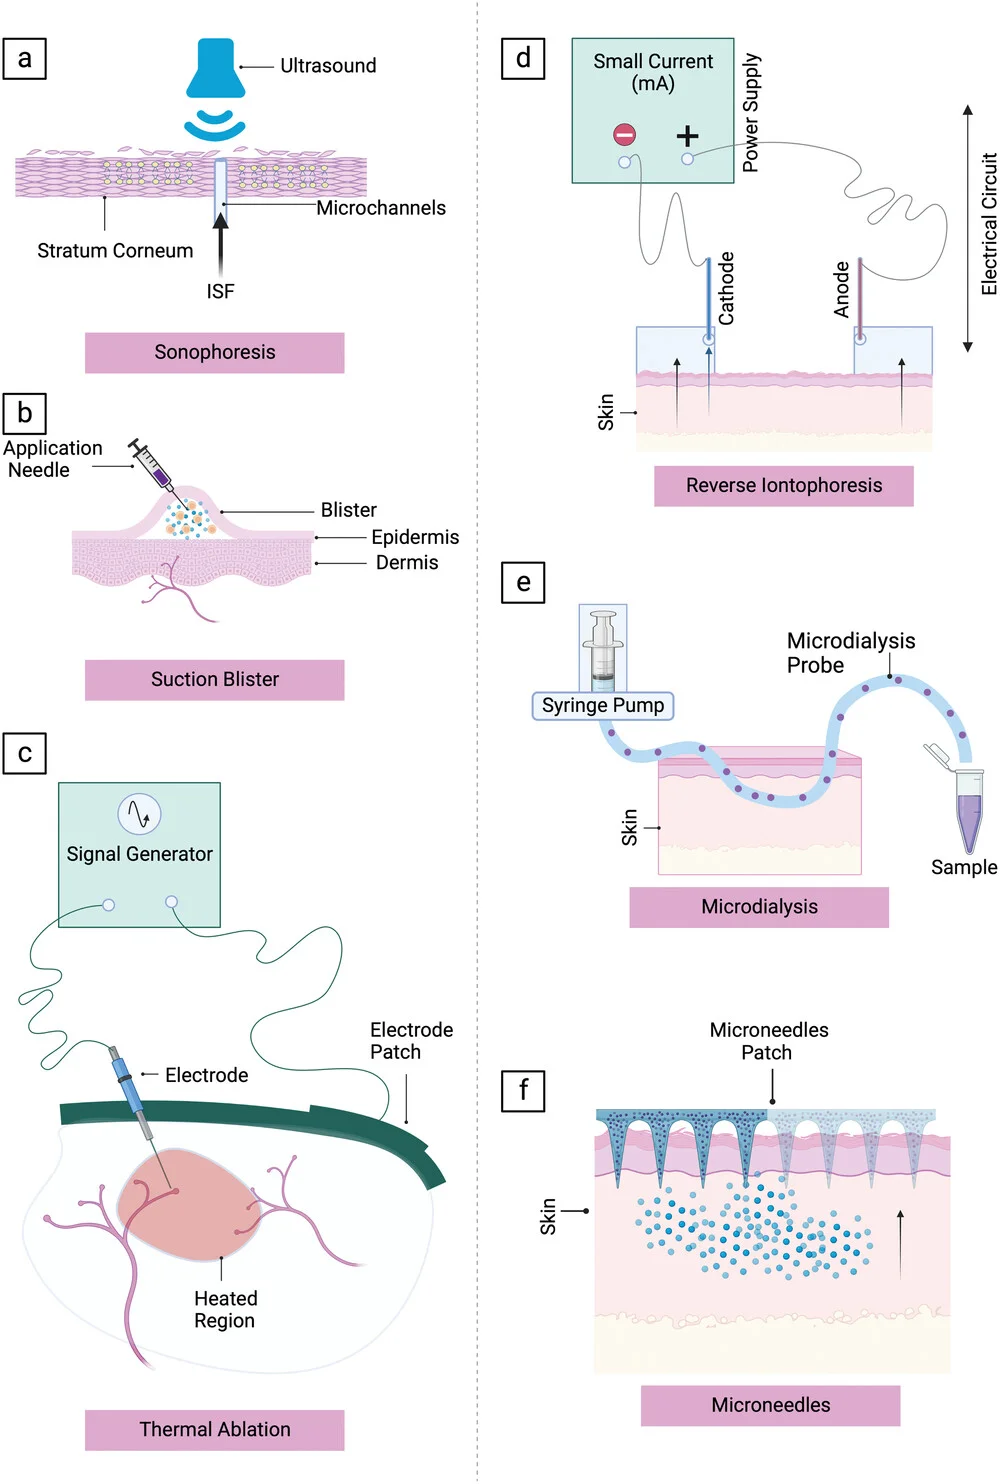 a
Ultrasound
Microchannels
Stratum Corneum
ISF
Sonophoresis
b
Application
Needle
Blister
Epidermis
Dermis
Suction Blister
c
Signal Generator
Electrode
Patch
Electrode
Heated
Region
Thermal Ablation
d
Small Current
(mA)
Power Supply
Electrical Circuit
Cathode
Anode
Skin
Reverse Iontophoresis
e
Microdialysis
Probe
Syringe Pump
Skin
Sample
Microdialysis
Microneedles
Patch
f
Skin
Microneedles